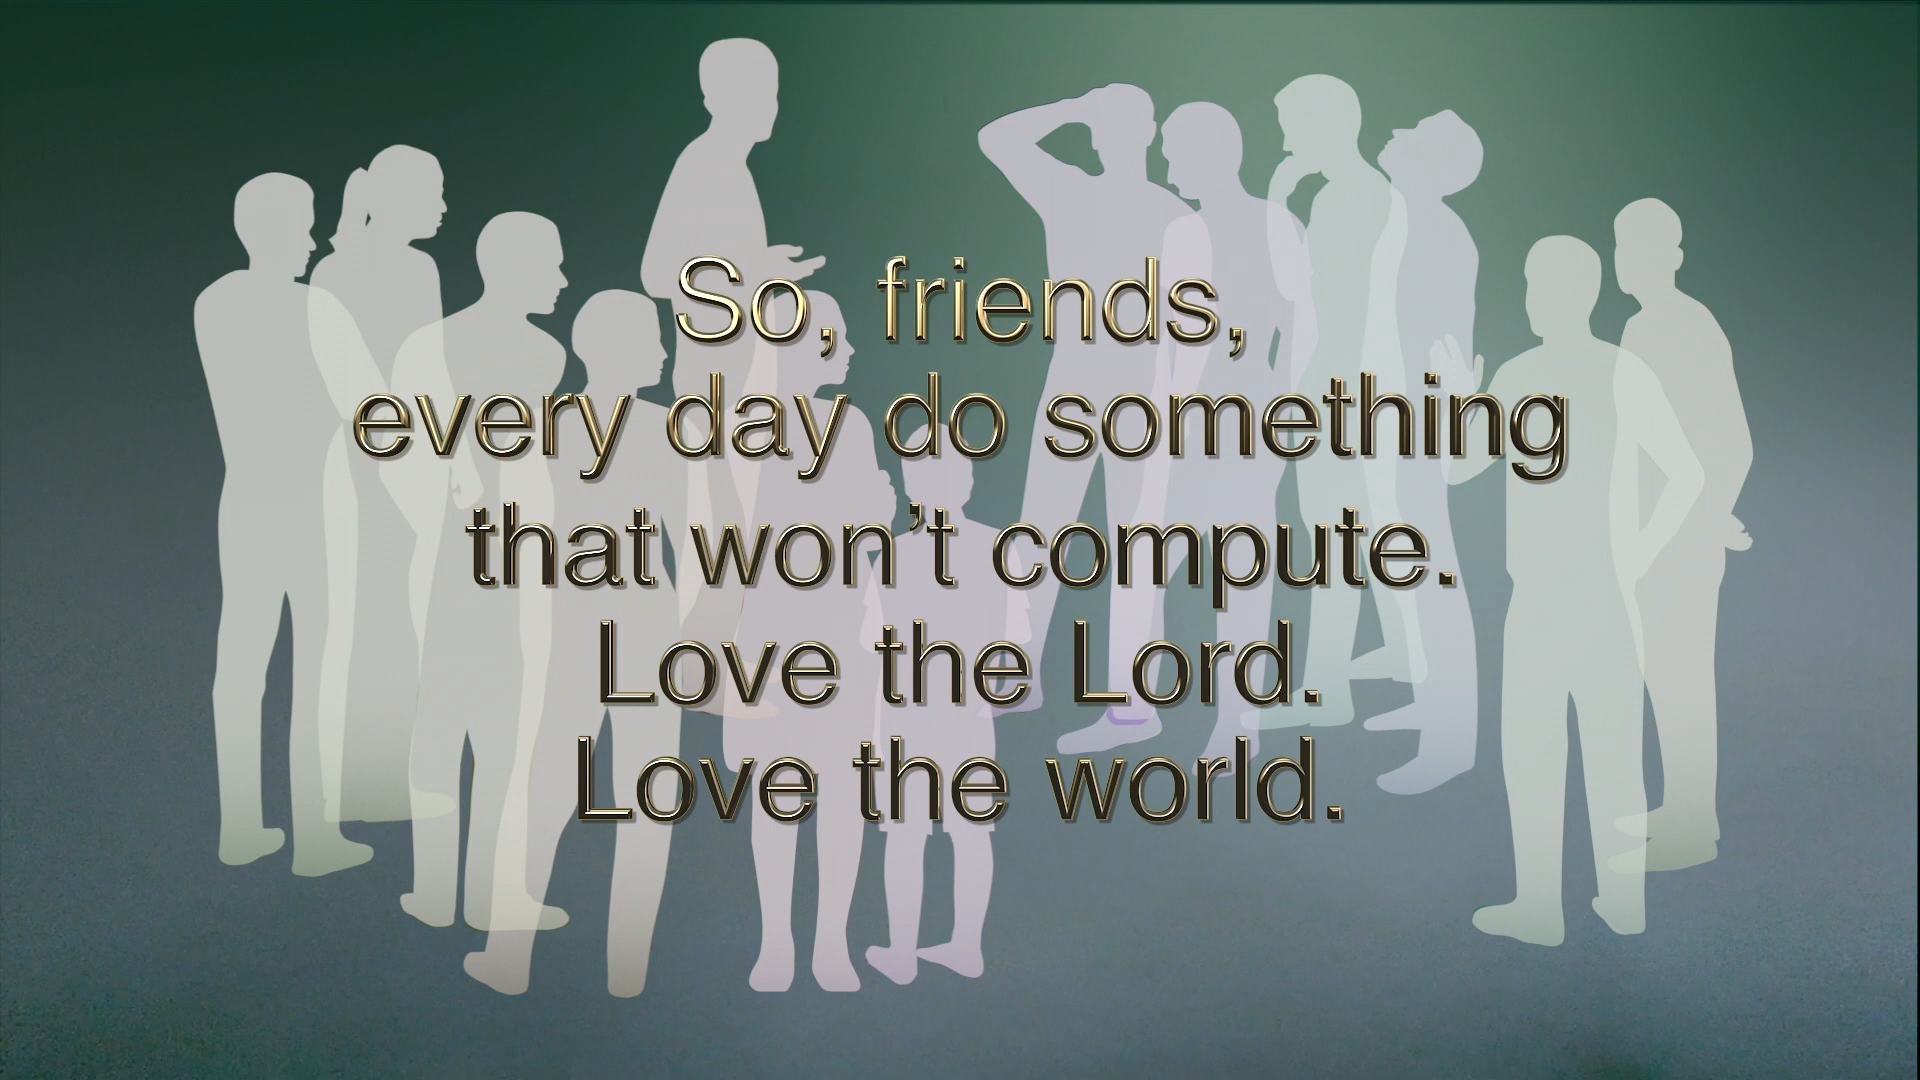 So, friends,
every day do something
that won’t compute.
Love the Lord.
Love the world.